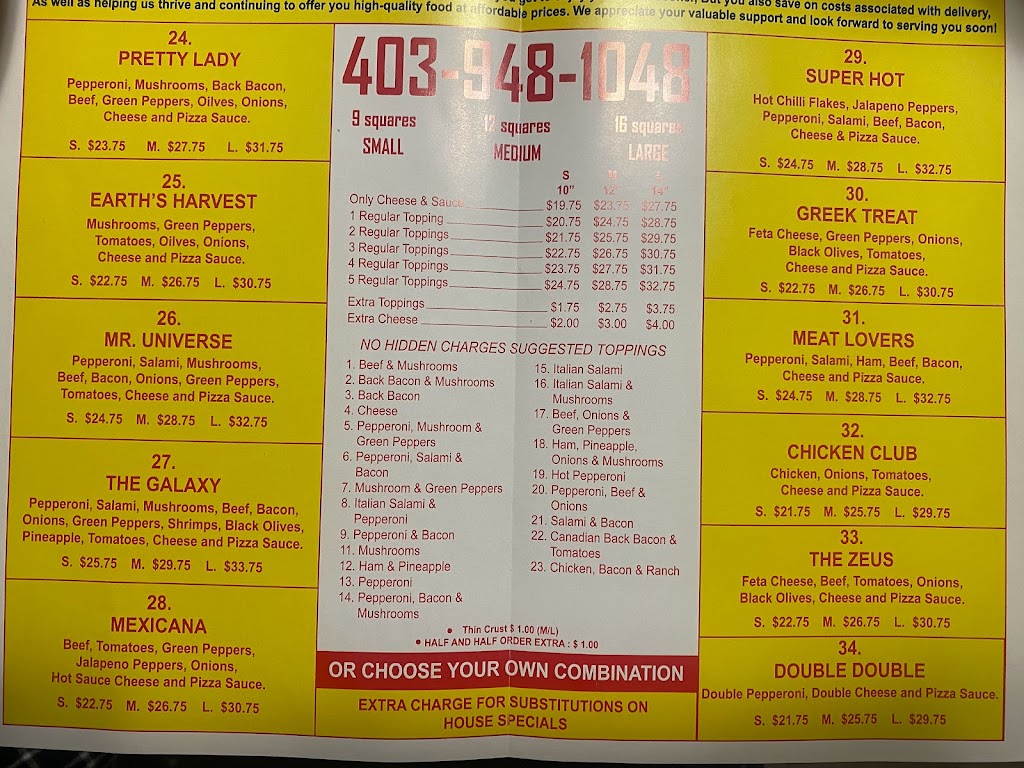 As well as helping us thrive and continuing to offer you high-quality food at affordable prices. We appreciate your valuable support and look forward to serving you soon!
but you also save on costs associated with delivery,
24.
PRETTY LADY
Pepperoni, Mushrooms, Back Bacon,
Beef, Green Peppers, Oilves, Onions,
Cheese and Pizza Sauce.
S. $23.75 M. $27.75 L. $31.75
25.
EARTH'S HARVEST
Mushrooms, Green Peppers,
Tomatoes, Oilves, Onions,
Cheese and Pizza Sauce.
S. $22.75 M. $26.75 L. $30.75
26.
MR. UNIVERSE
Pepperoni, Salami, Mushrooms,
Beef, Bacon, Onions, Green Peppers,
Tomatoes, Cheese and Pizza Sauce.
S. $24.75 M. $28.75 L. $32.75
27.
THE GALAXY
Pepperoni, Salami, Mushrooms, Beef, Bacon,
Onions, Green Peppers, Shrimps, Black Olives,
Pineapple, Tomatoes, Cheese and Pizza Sauce.
S. $25.75 M. $29.75 L. $33.75
28.
MEXICANA
Beef, Tomatoes, Green Peppers,
Jalapeno Peppers, Onions,
Hot Sauce Cheese and Pizza Sauce.
S. $22.75 M. $26.75 L. $30.75
403-948-1048
9 squares 12 squares 16 squares
SMALL MEDIUM LARGE
S M L
10" 12" 14"
Only Cheese & Sauce $19.75 $23.75 $27.75
1 Regular Topping $20.75 $24.75 $28.75
2 Regular Toppings $21.75 $25.75 $29.75
3 Regular Toppings $22.75 $26.75 $30.75
4 Regular Toppings $23.75 $27.75 $31.75
5 Regular Toppings $24.75 $28.75 $32.75
Extra Toppings $1.75 $2.75 $3.75
Extra Cheese $2.00 $3.00 $4.00
NO HIDDEN CHARGES SUGGESTED TOPPINGS
1. Beef & Mushrooms
2. Back Bacon & Mushrooms
3. Back Bacon
4. Cheese
5. Pepperoni, Mushroom &
Green Peppers
6. Pepperoni, Salami &
Bacon
7. Mushroom & Green Peppers
8. Italian Salami &
Pepperoni
9. Pepperoni & Bacon
11. Mushrooms
12. Ham & Pineapple
13. Pepperoni
14. Pepperoni, Bacon &
Mushrooms
15. Italian Salami
16. Italian Salami &
Mushrooms
17. Beef, Onions &
Green Peppers
18. Ham, Pineapple,
Onions & Mushrooms
19. Hot Pepperoni
20. Pepperoni, Beef &
Onions
21. Salami & Bacon
22. Canadian Back Bacon &
Tomatoes
23. Chicken, Bacon & Ranch
• Thin Crust $ 1.00 (M/L)
• HALF AND HALF ORDER EXTRA : $ 1.00
OR CHOOSE YOUR OWN COMBINATION
EXTRA CHARGE FOR SUBSTITUTIONS ON
HOUSE SPECIALS
29.
SUPER HOT
Hot Chilli Flakes, Jalapeno Peppers,
Pepperoni, Salami, Beef, Bacon,
Cheese & Pizza Sauce.
S. $24.75 M. $28.75 L. $32.75
30.
GREEK TREAT
Feta Cheese, Green Peppers, Onions,
Black Olives, Tomatoes,
Cheese and Pizza Sauce.
S. $22.75 M. $26.75 L. $30.75
31.
MEAT LOVERS
Pepperoni, Salami, Ham, Beef, Bacon,
Cheese and Pizza Sauce.
S. $24.75 M. $28.75 L. $32.75
32.
CHICKEN CLUB
Chicken, Onions, Tomatoes,
Cheese and Pizza Sauce.
S. $21.75 M. $25.75 L. $29.75
33.
THE ZEUS
Feta Cheese, Beef, Tomatoes, Onions,
Black Olives, Cheese and Pizza Sauce.
S. $22.75 M. $26.75 L. $30.75
34.
DOUBLE DOUBLE
Double Pepperoni, Double Cheese and Pizza Sauce.
S. $21.75 M. $25.75 L. $29.75